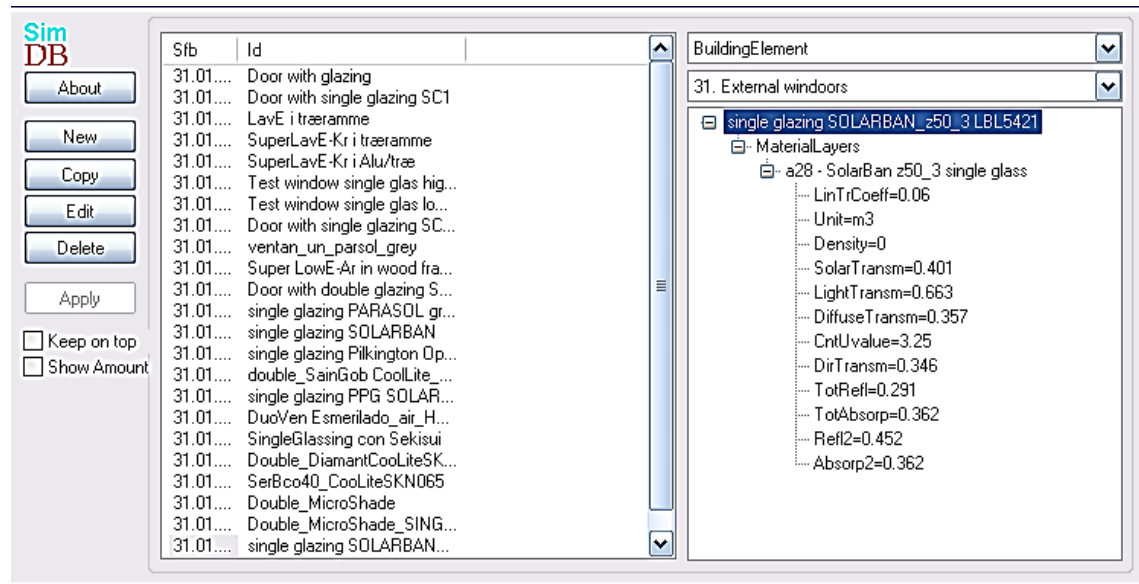 Sim
DB
About
New
Copy
Edit
Delete
Apply
Keep on top
Show Amount
Sfb Id
31.01.... Door with glazing
31.01.... Door with single glazing SC1
31.01.... LavE i træramme
31.01.... SuperLavE-Kr i træramme
31.01.... SuperLavE-Kr i Alu/træ
31.01.... Test window single glas hig...
31.01.... Test window single glas lo...
31.01.... Door with single glazing SC...
31.01.... ventan_un_parsol_grey
31.01.... Super LowE-Ar in wood fra...
31.01.... Door with double glazing S...
31.01.... single glazing PARASOL gr...
31.01.... single glazing SOLARBAN
31.01.... single glazing Pilkington Op...
31.01.... double_SainGob CoolLite_...
31.01.... single glazing PPG SOLAR...
31.01.... DuoVen Esmerilado_air_H...
31.01.... SingleGlassing con Sekisui
31.01.... Double_DiamantCooLiteSK...
31.01.... SerBco40_CooLiteSKN065
31.01.... Double_MicroShade
31.01.... Double_MicroShade_SING...
31.01.... single glazing SOLARBAN...
BuildingElement
31. External windoors
single glazing SOLARBAN_z50_3 LBL5421
MaterialLayers
a28 - SolarBan z50_3 single glass
LinTrCoeff=0.06
Unit=m3
Density=0
SolarTransm=0.401
LightTransm=0.663
DiffuseTransm=0.357
CntUvalue=3.25
DirTransm=0.346
TotRefl=0.291
TotAbsorp=0.362
Refl2=0.452
Absorp2=0.362